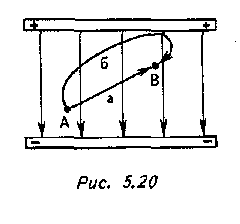 + +
б
В
а
А
– –
Рис. 5.20